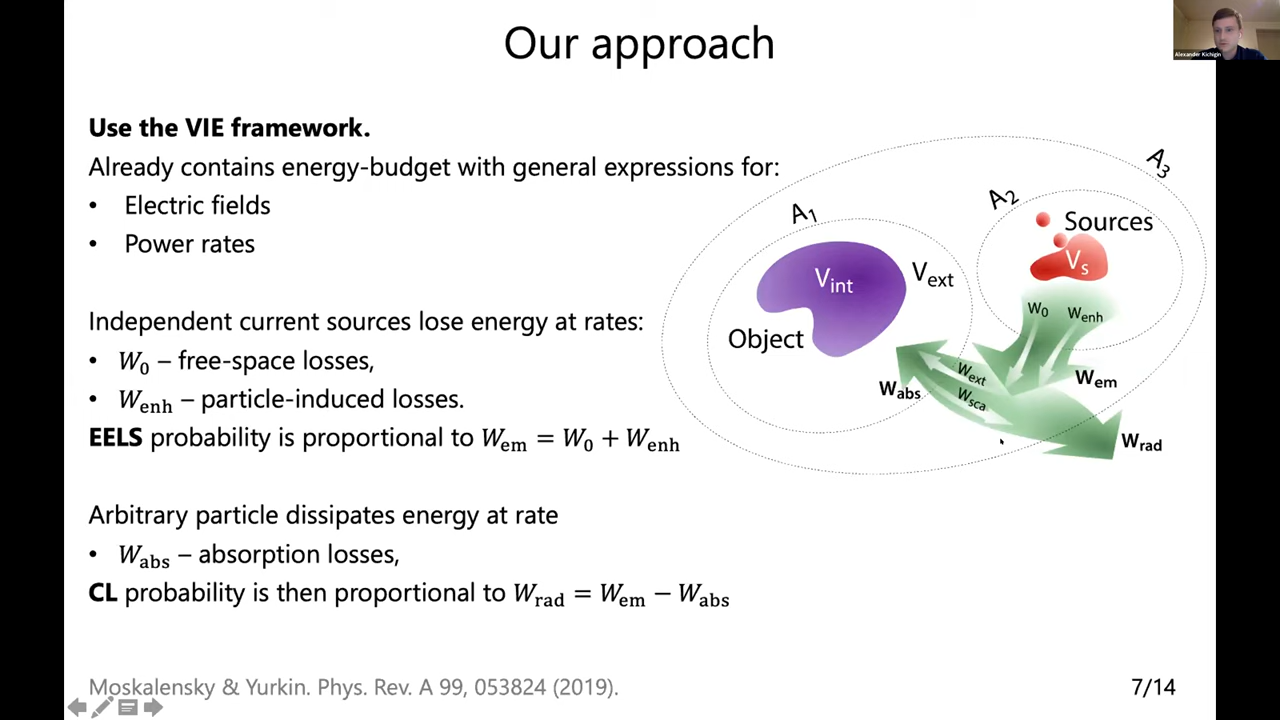 Our approach
Alexander Kichigin
Use the VIE framework.
Already contains energy-budget with general expressions for:
• Electric fields
• Power rates
Independent current sources lose energy at rates:
• W₀ – free-space losses,
• Wenh – particle-induced losses.
EELS probability is proportional to Wem = W₀ + Wenh
Arbitrary particle dissipates energy at rate
• Wabs – absorption losses,
CL probability is then proportional to Wrad = Wem − Wabs
A₃
A₂
A₁
Sources
Vs
Vint
Vext
Object
W₀
Wenh
Wem
Wext
Wabs
Wsca
Wrad
Moskalensky & Yurkin. Phys. Rev. A 99, 053824 (2019).
7/14